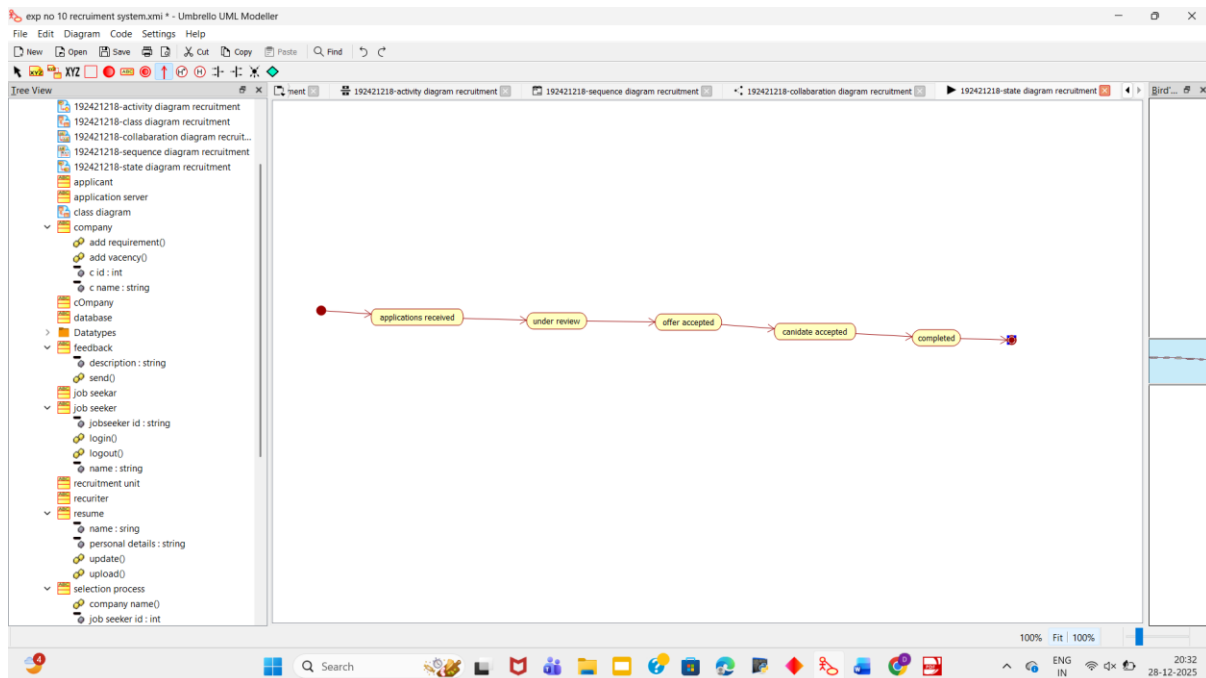 exp no 10 recruiment system.xmi * - Umbrello UML Modeller
File Edit Diagram Code Settings Help
New Open Save Cut Copy Paste Find
XYZ
Tree View
ment 192421218-activity diagram recruitment 192421218-sequence diagram recruitment 192421218-collabaration diagram recruitment 192421218-state diagram recruitment Bird'...
192421218-activity diagram recruitment
192421218-class diagram recruitment
192421218-collabaration diagram recruit...
192421218-sequence diagram recruitment
192421218-state diagram recruitment
applicant
application server
class diagram
company
add requirement()
add vacency()
c id : int
c name : string
cOmpany
database
Datatypes
feedback
description : string
send()
job seekar
job seeker
jobseeker id : string
login()
logout()
name : string
recruitment unit
recuriter
resume
name : sring
personal details : string
update()
upload()
selection process
company name()
job seeker id : int
applications received
under review
offer accepted
canidate accepted
completed
100% Fit 100%
4
Search
ENG
IN
20:32
28-12-2025